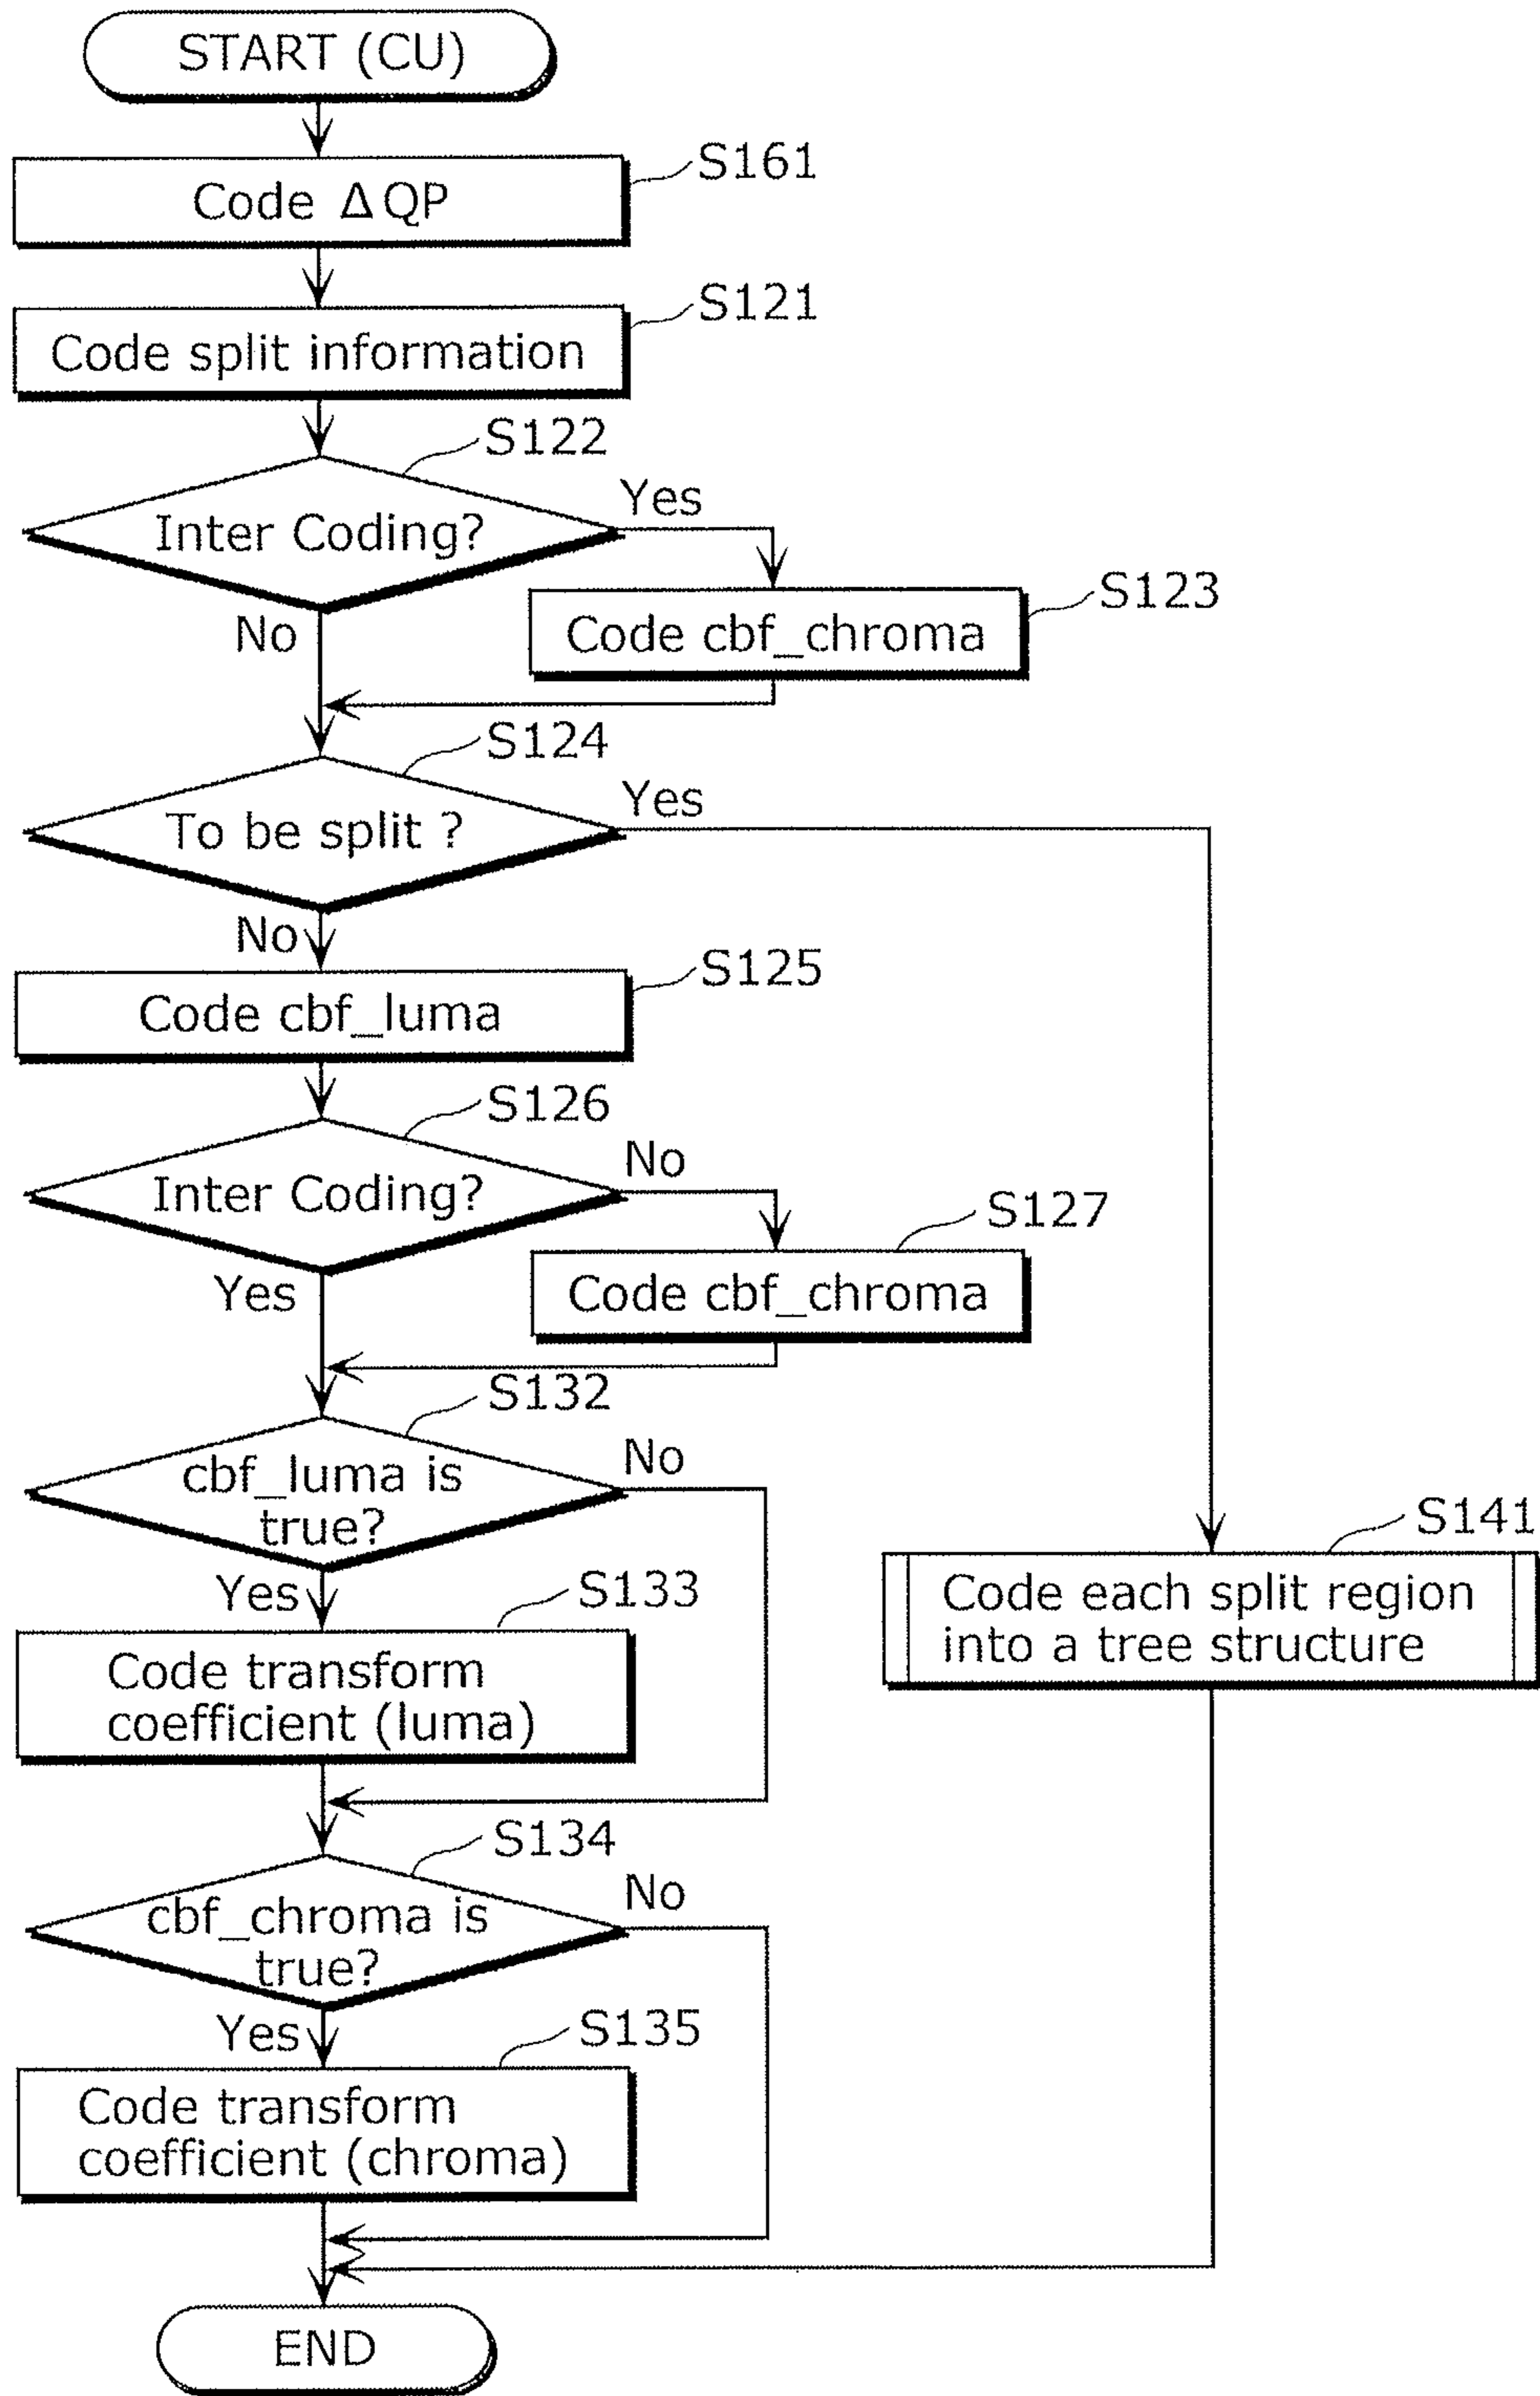 START (CU)
S161
Code ΔQP
S121
Code split information
S122
Inter Coding?
Yes
No
S123
Code cbf_chroma
S124
To be split ?
Yes
No
S125
Code cbf_luma
S126
Inter Coding?
No
Yes
S127
Code cbf_chroma
S132
cbf_luma is
true?
No
Yes
S133
Code transform
coefficient (luma)
S141
Code each split region
into a tree structure
S134
cbf_chroma is
true?
No
Yes
S135
Code transform
coefficient (chroma)
END